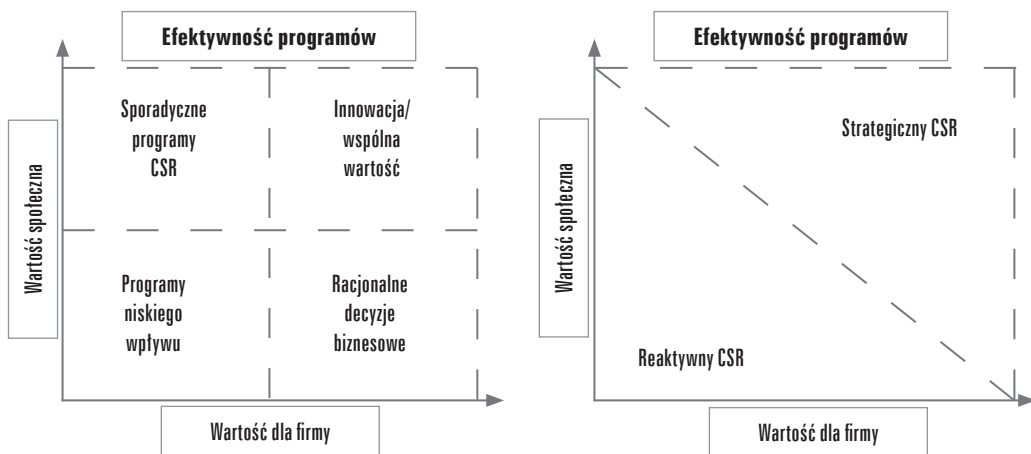 Efektywność programów
Wartość społeczna
Sporadyczne
programy
CSR
Innowacja/
wspólna
wartość
Programy
niskiego
wpływu
Racjonalne
decyzje
biznesowe
Wartość dla firmy
Efektywność programów
Wartość społeczna
Strategiczny CSR
Reaktywny CSR
Wartość dla firmy